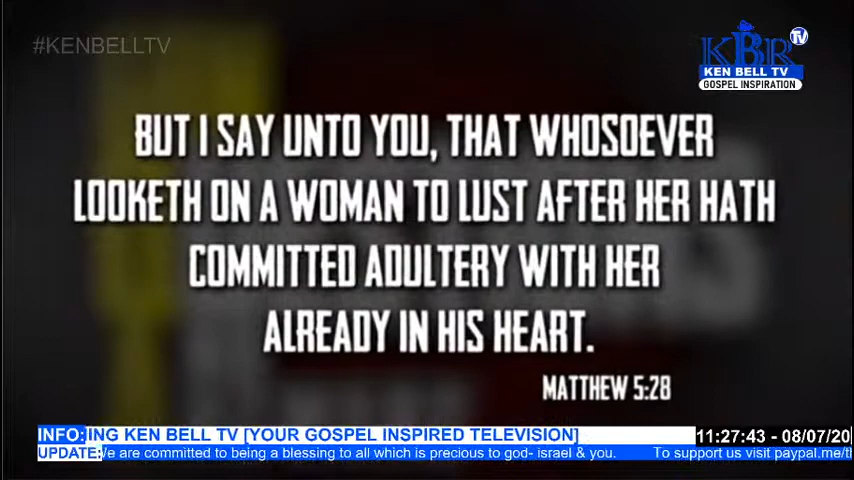 #KENBELLTV
KBR TV
KEN BELL TV
GOSPEL INSPIRATION
BUT I SAY UNTO YOU, THAT WHOSOEVER
LOOKETH ON A WOMAN TO LUST AFTER HER HATH
COMMITTED ADULTERY WITH HER
ALREADY IN HIS HEART.
MATTHEW 5:28
INFO: ING KEN BELL TV [YOUR GOSPEL INSPIRED TELEVISION] 11:27:43 - 08/07/20
UPDATE: We are committed to being a blessing to all which is precious to god- israel & you. To support us visit paypal.me/th